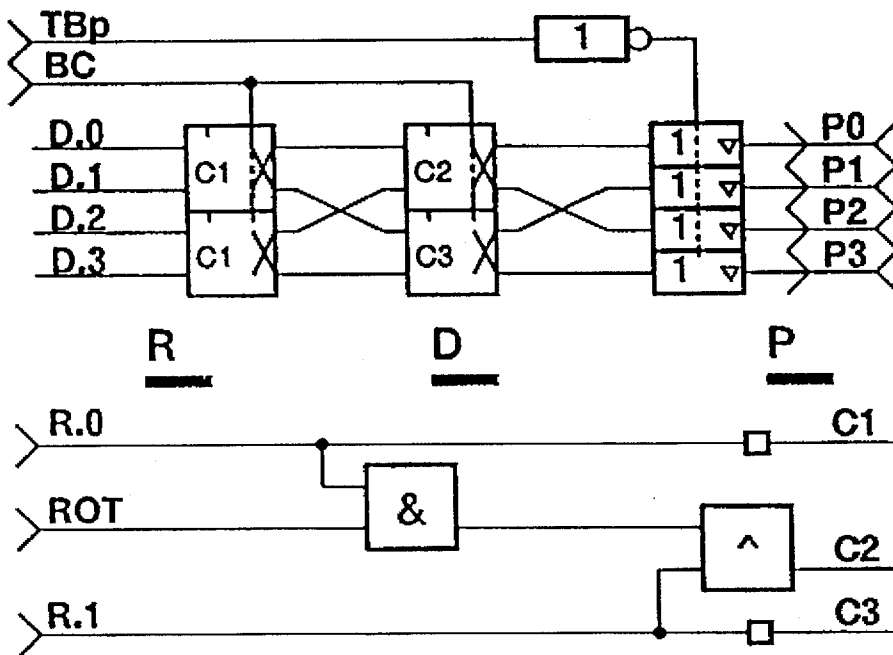 TBp
1
BC
D.0 1 P0
C1 C2
D.1 1 P1
D.2 1 P2
C1 C3
D.3 1 P3
R D P
R.0 C1
ROT & ^ C2
R.1 C3